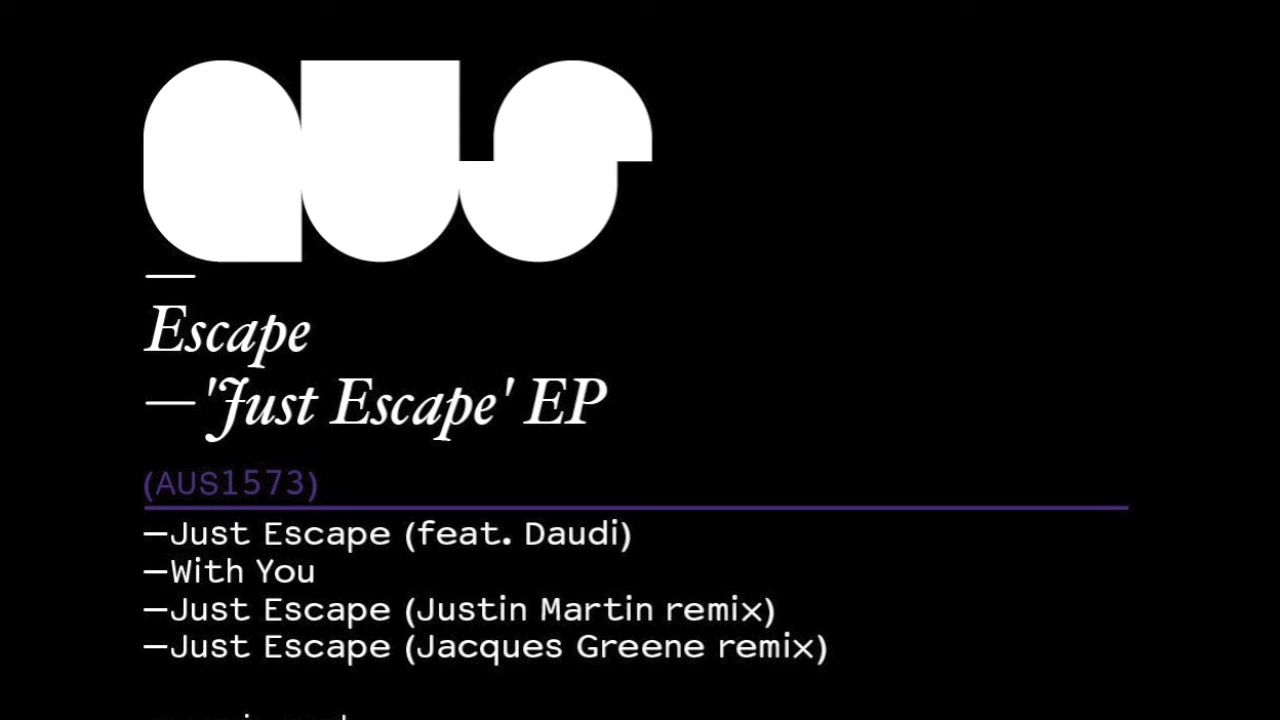 aus
—
Escape
—'Just Escape' EP
(AUS1573)
—Just Escape (feat. Daudi)
—With You
—Just Escape (Justin Martin remix)
—Just Escape (Jacques Greene remix)